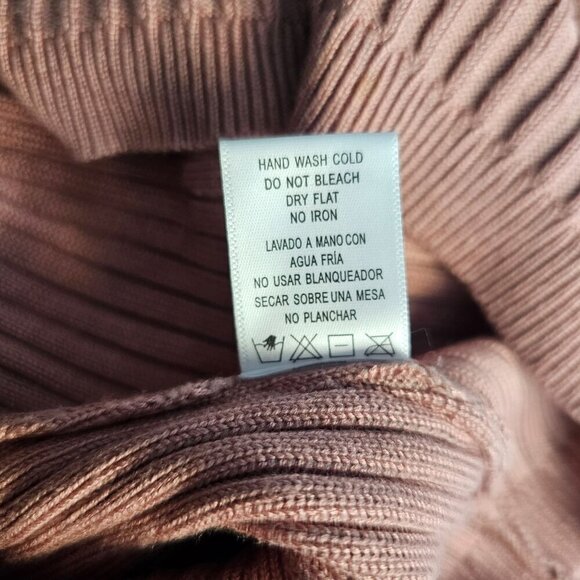 HAND WASH COLD
DO NOT BLEACH
DRY FLAT
NO IRON
LAVADO A MANO CON
AGUA FRÍA
NO USAR BLANQUEADOR
SECAR SOBRE UNA MESA
NO PLANCHAR